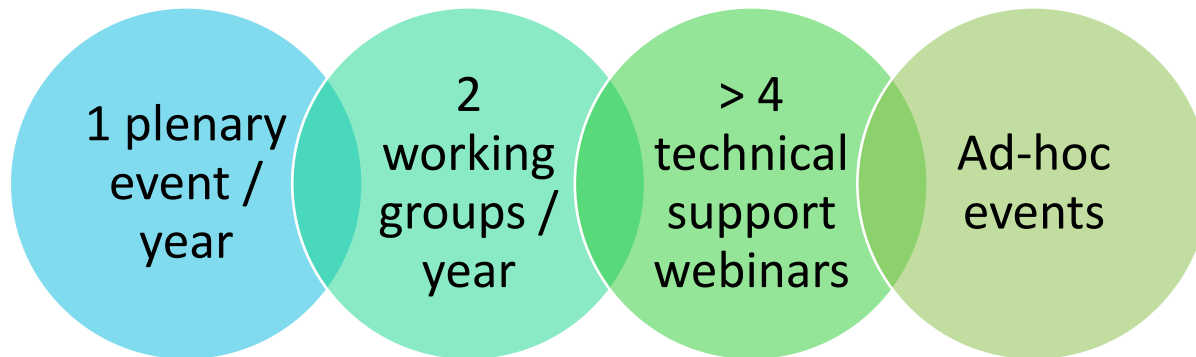 1 plenary
event /
year
2
working
groups /
year
> 4
technical
support
webinars
Ad-hoc
events